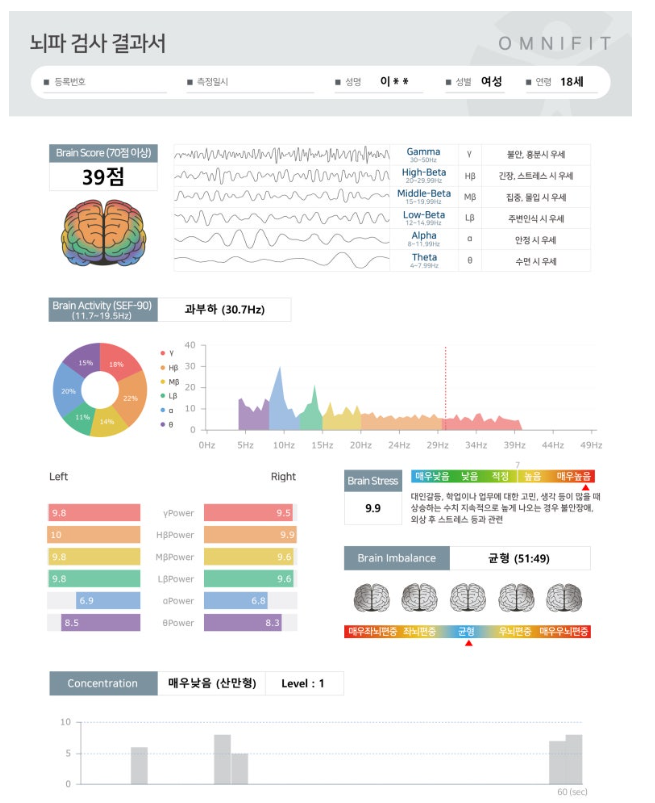 뇌파 검사 결과서
OMNIFIT
■ 등록번호 ■ 측정일시 ■ 성명 이** ■ 성별 여성 ■ 연령 18세
Brain Score (70점 이상)
39점
Gamma γ 불안, 흥분시 우세
30~50Hz
High-Beta Hβ 긴장, 스트레스 시 우세
20~29.99Hz
Middle-Beta Mβ 집중, 몰입 시 우세
15~19.99Hz
Low-Beta Lβ 주변인식 시 우세
12~14.99Hz
Alpha α 안정 시 우세
8~11.99Hz
Theta θ 수면 시 우세
4~7.99Hz
Brain Activity (SEF-90)
(11.7~19.5Hz)
과부하 (30.7Hz)
18%
22%
14%
11%
20%
15%
γ
Hβ
Mβ
Lβ
α
θ
40
30
20
10
0
0Hz 5Hz 10Hz 15Hz 20Hz 24Hz 29Hz 34Hz 39Hz 44Hz 49Hz
Left Right
9.8 γPower 9.5
10 HβPower 9.9
9.8 MβPower 9.6
9.8 LβPower 9.6
6.9 αPower 6.8
8.5 θPower 8.3
Brain Stress
9.9
7
매우낮음 낮음 적정 높음 매우높음
대인갈등, 학업이나 업무에 대한 고민, 생각 등이 많을 때
상승하는 수치 지속적으로 높게 나오는 경우 불안장애,
외상 후 스트레스 등과 관련
Brain Imbalance 균형 (51:49)
매우좌뇌편중 좌뇌편중 균형 우뇌편중 매우우뇌편중
Concentration 매우낮음 (산만형) Level : 1
10
5
0
60 (sec)